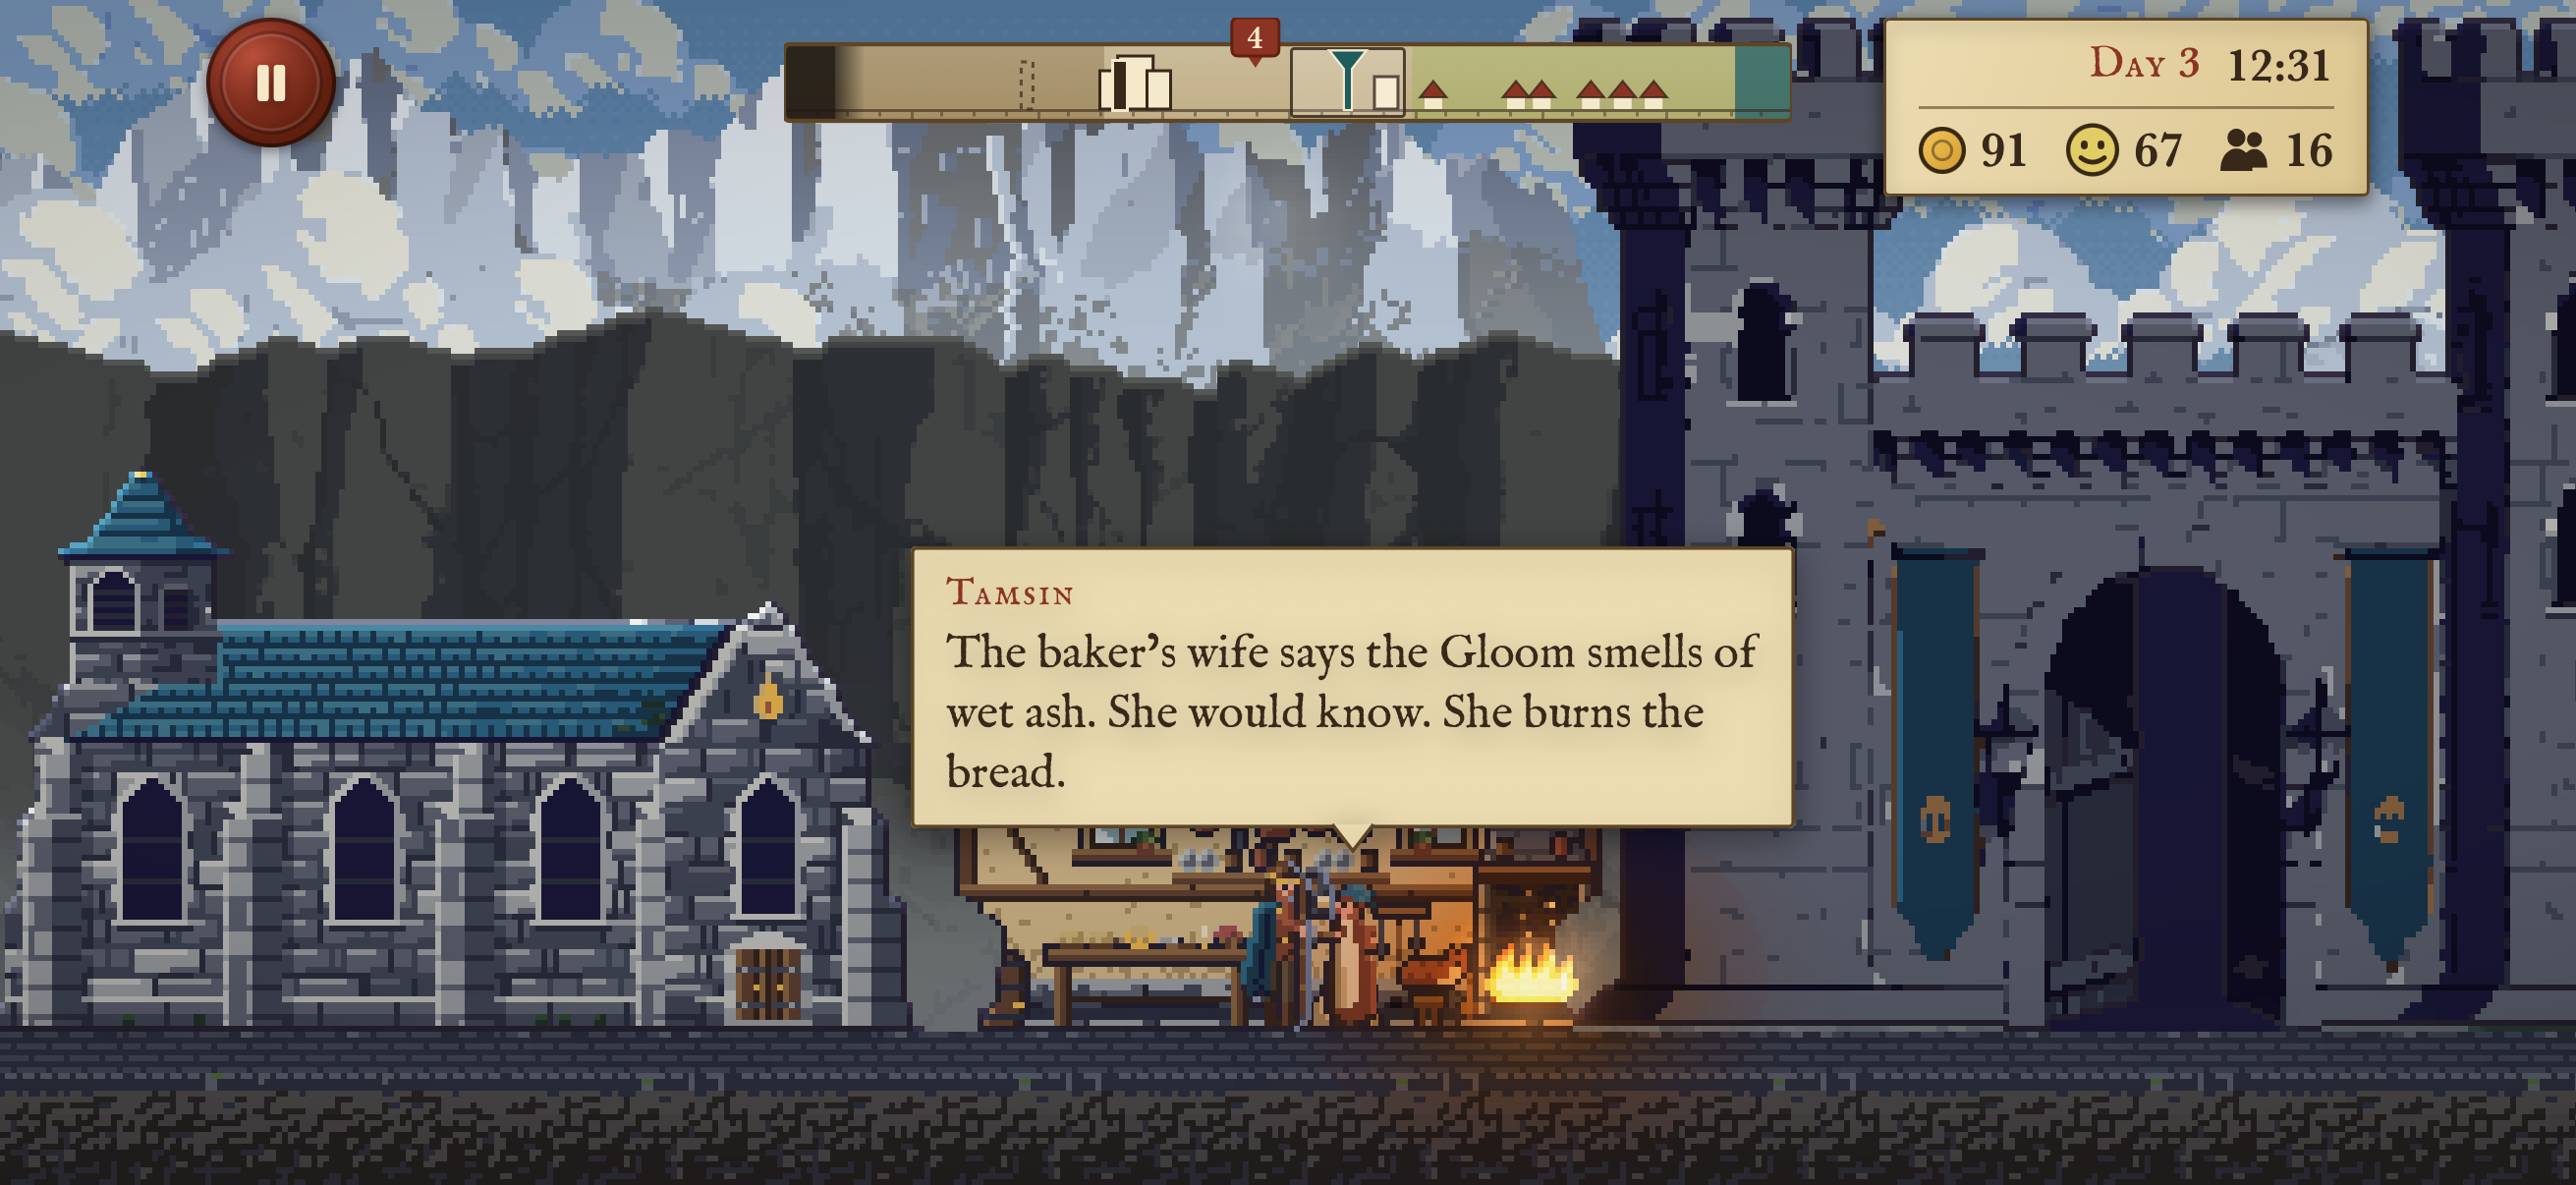 4
Day 3 12:31
91 67 16
Tamsin
The baker’s wife says the Gloom smells of
wet ash. She would know. She burns the
bread.